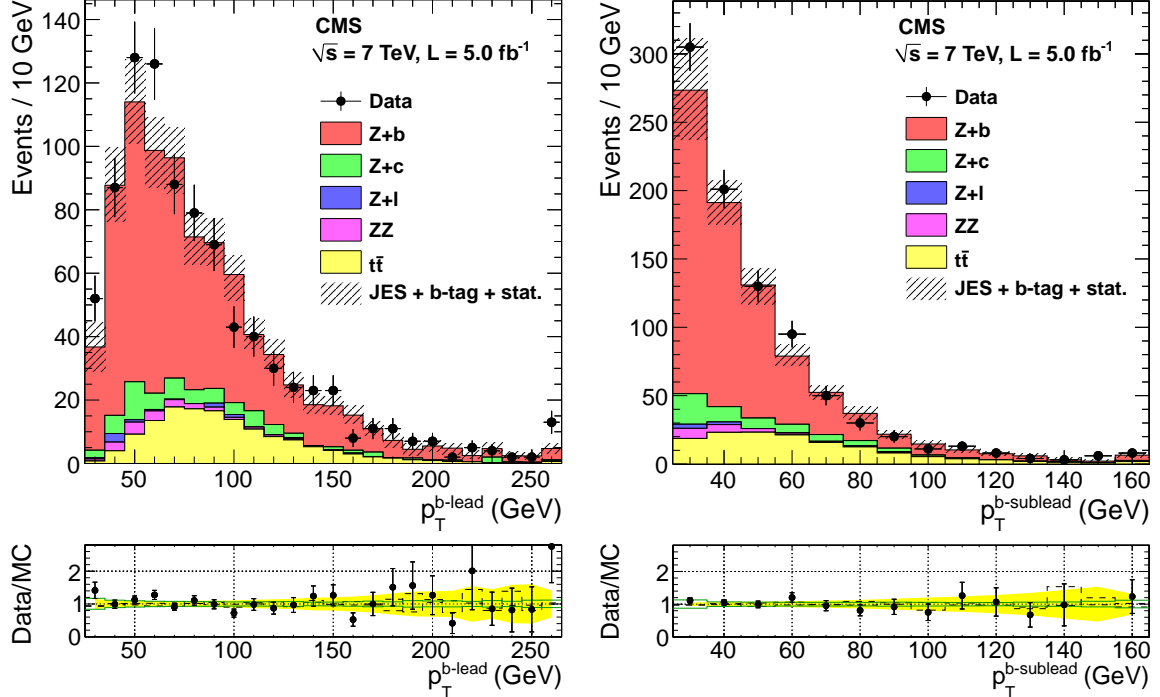 CMS
√s = 7 TeV, L = 5.0 fb⁻¹
Data
Z+b
Z+c
Z+l
ZZ
tt̄
JES + b-tag + stat.
Events / 10 GeV
0
20
40
60
80
100
120
140
50
100
150
200
250
p_T^b-lead (GeV)
Data/MC
0
1
2
50
100
150
200
250
p_T^b-lead (GeV)
CMS
√s = 7 TeV, L = 5.0 fb⁻¹
Data
Z+b
Z+c
Z+l
ZZ
tt̄
JES + b-tag + stat.
Events / 10 GeV
0
50
100
150
200
250
300
40
60
80
100
120
140
160
p_T^b-sublead (GeV)
Data/MC
0
1
2
40
60
80
100
120
140
160
p_T^b-sublead (GeV)